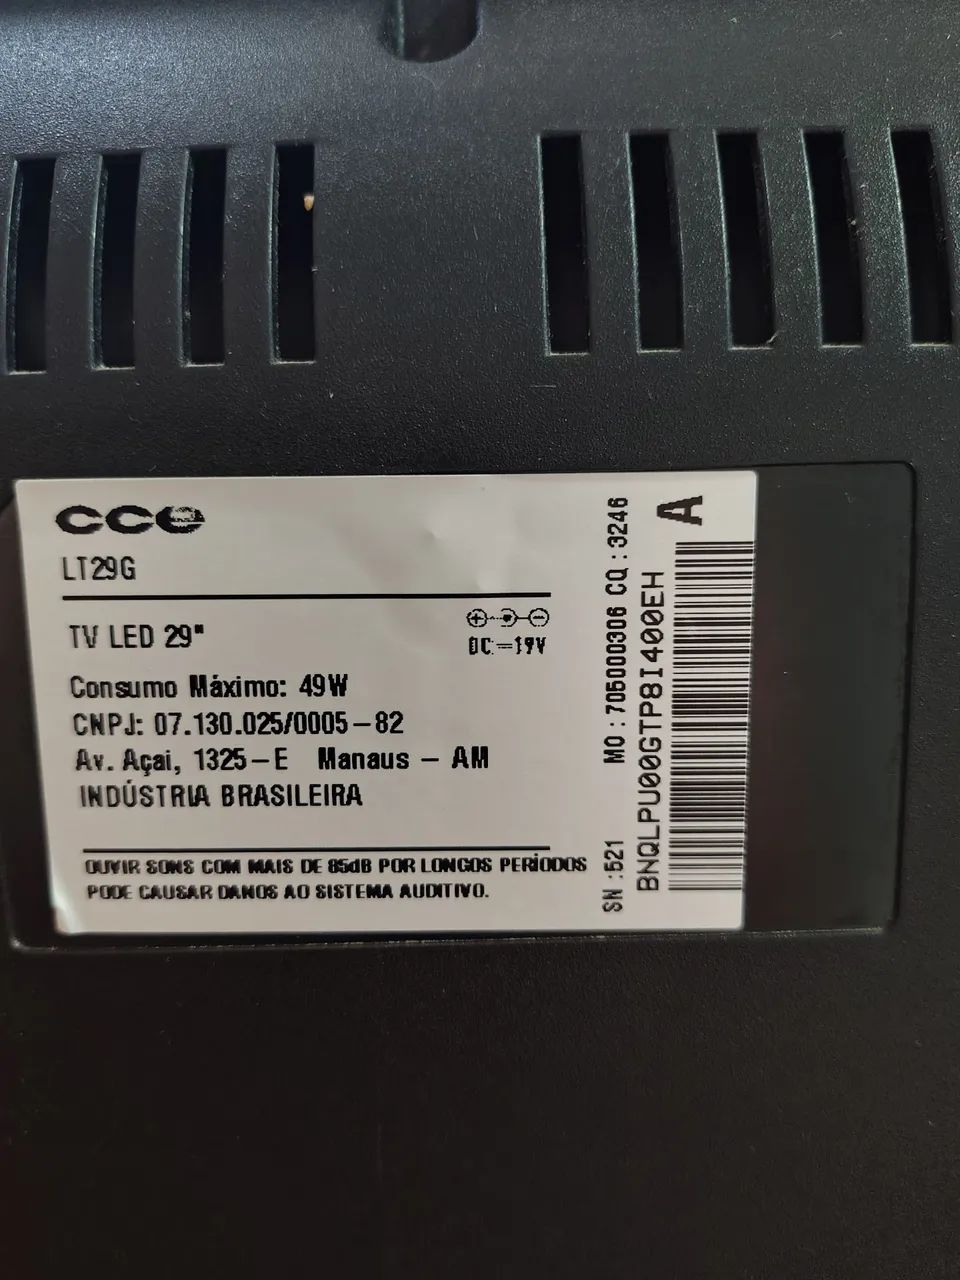 cce
LT29G
TV LED 29"
DC 19V
Consumo Máximo: 49W
CNPJ: 07.130.025/0005-82
Av. Açai, 1325-E Manaus - AM
INDÚSTRIA BRASILEIRA
OUVIR SONS COM MAIS DE 85dB POR LONGOS PERÍODOS
PODE CAUSAR DANOS AO SISTEMA AUDITIVO.
SN :521 MO : 705000306 CQ : 3246
BNQLPU00GTP8I400EH
A